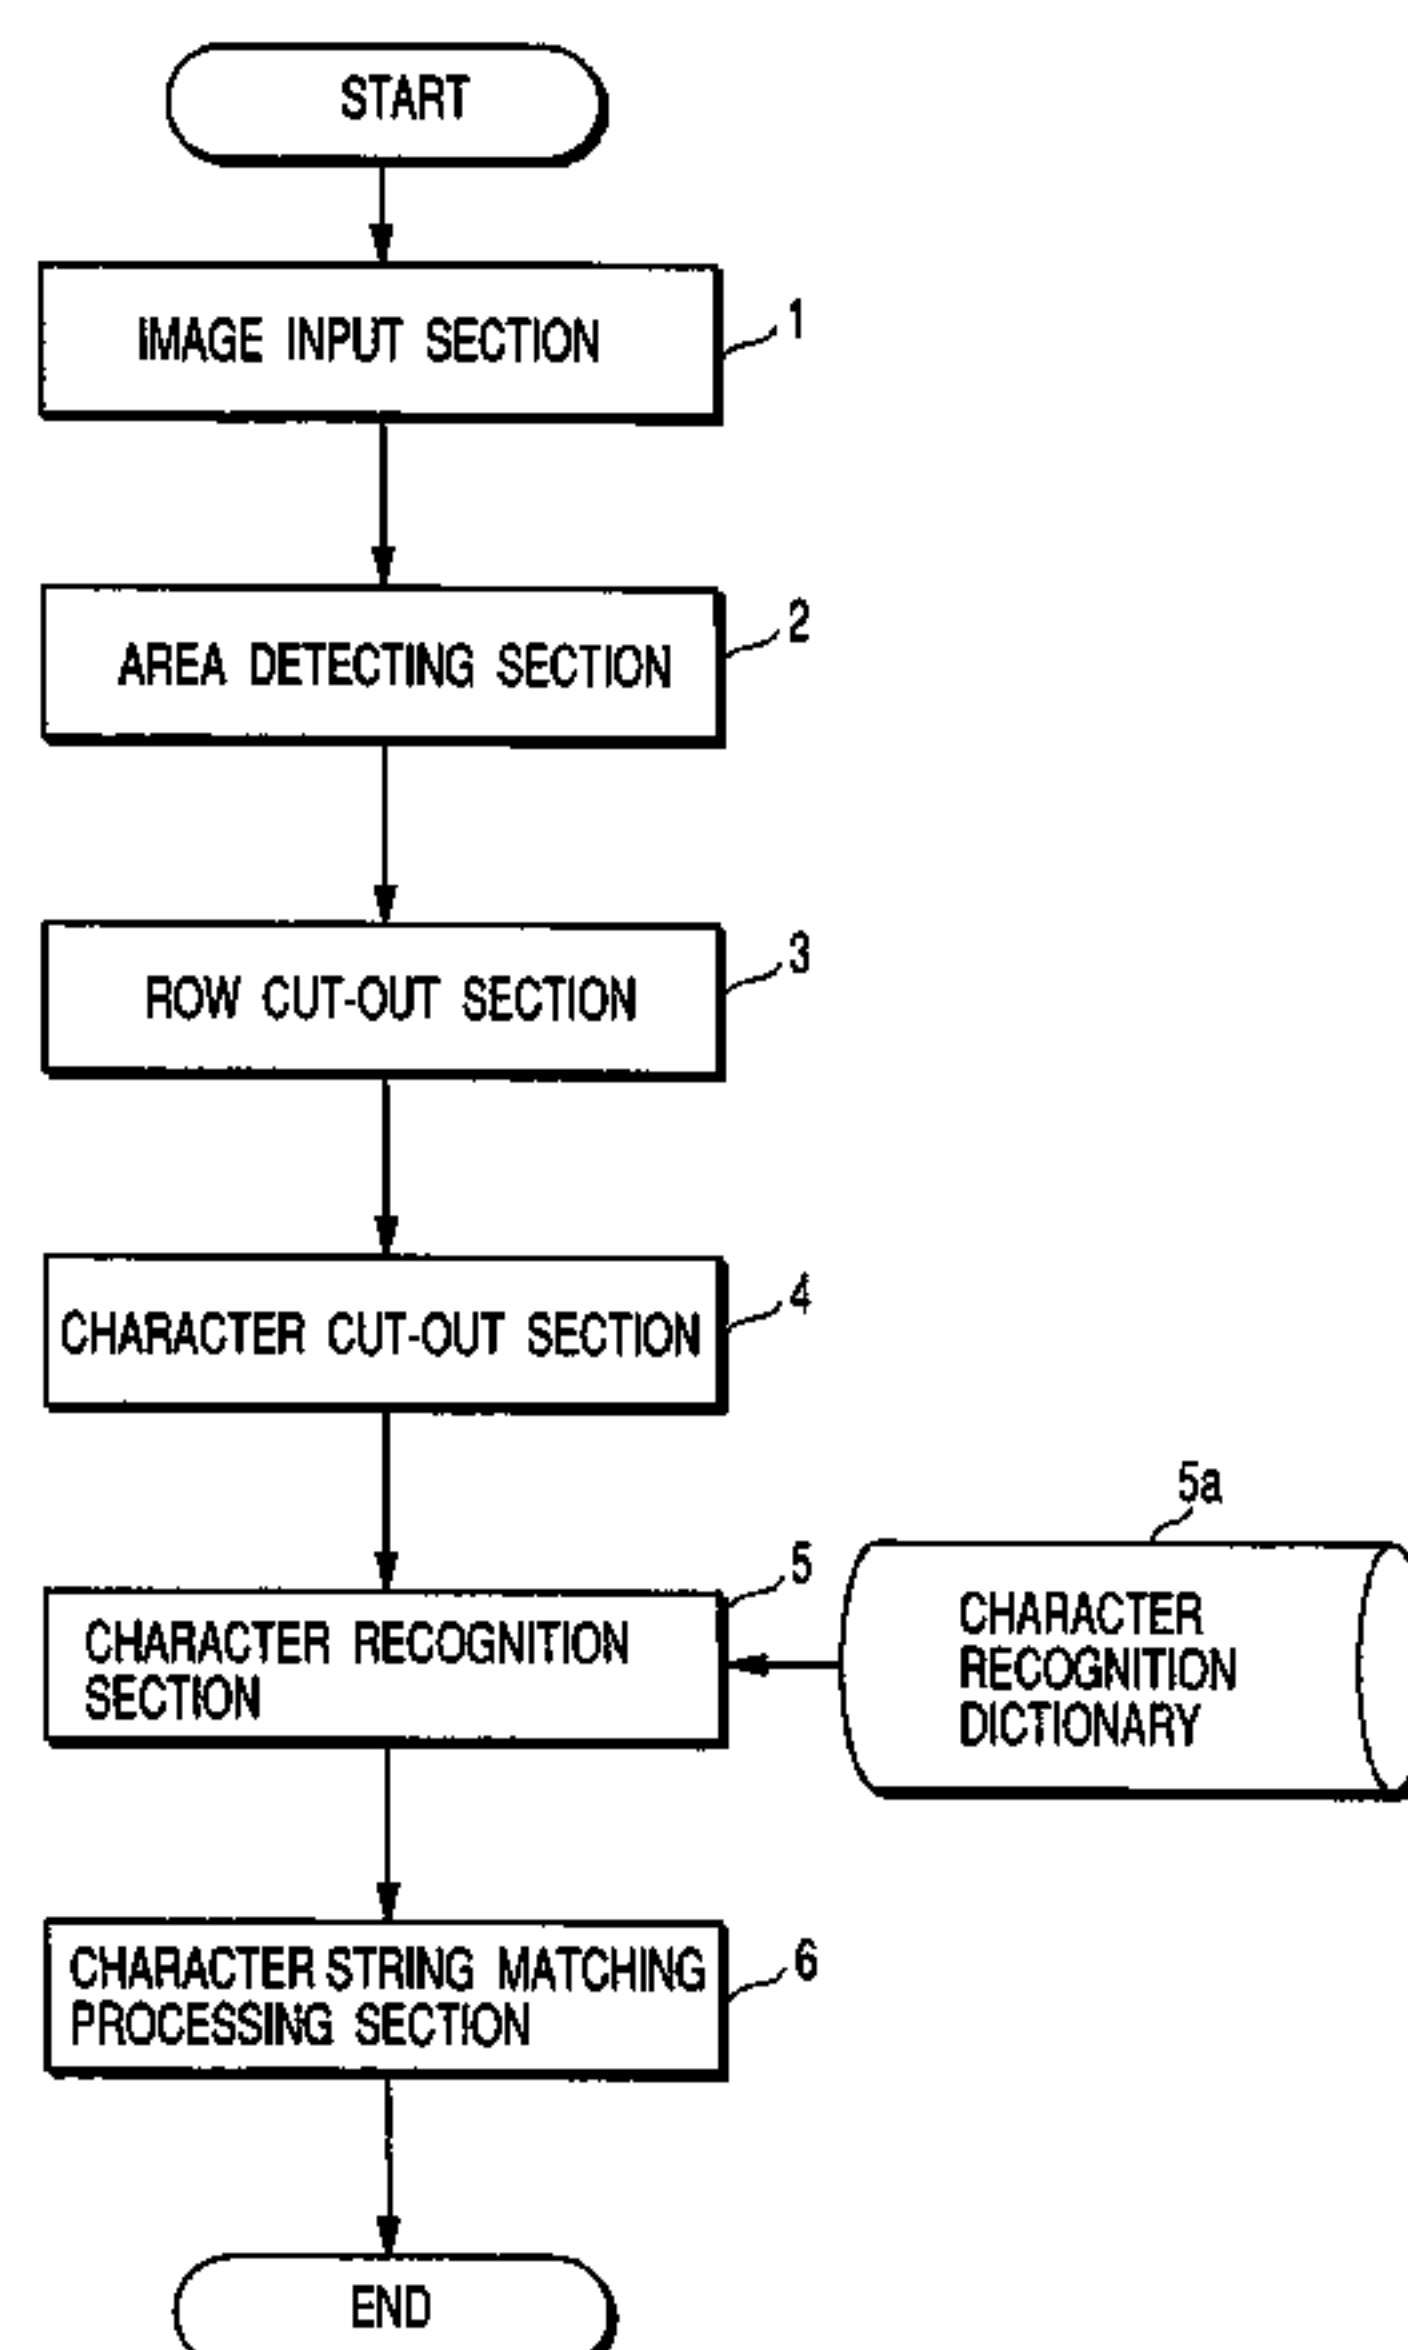 START
IMAGE INPUT SECTION
1
AREA DETECTING SECTION
2
ROW CUT-OUT SECTION
3
CHARACTER CUT-OUT SECTION
4
5a
5
CHARACTER RECOGNITION
SECTION
CHARACTER
RECOGNITION
DICTIONARY
CHARACTER STRING MATCHING
PROCESSING SECTION
6
END